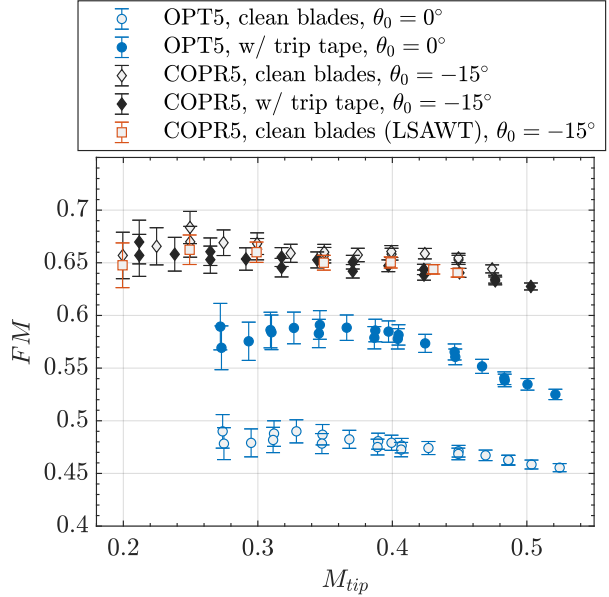 OPT5, clean blades, θ₀ = 0°
OPT5, w/ trip tape, θ₀ = 0°
COPR5, clean blades, θ₀ = −15°
COPR5, w/ trip tape, θ₀ = −15°
COPR5, clean blades (LSAWT), θ₀ = −15°
0.7
0.65
0.6
0.55
0.5
0.45
0.4
FM
0.2 0.3 0.4 0.5
M_tip